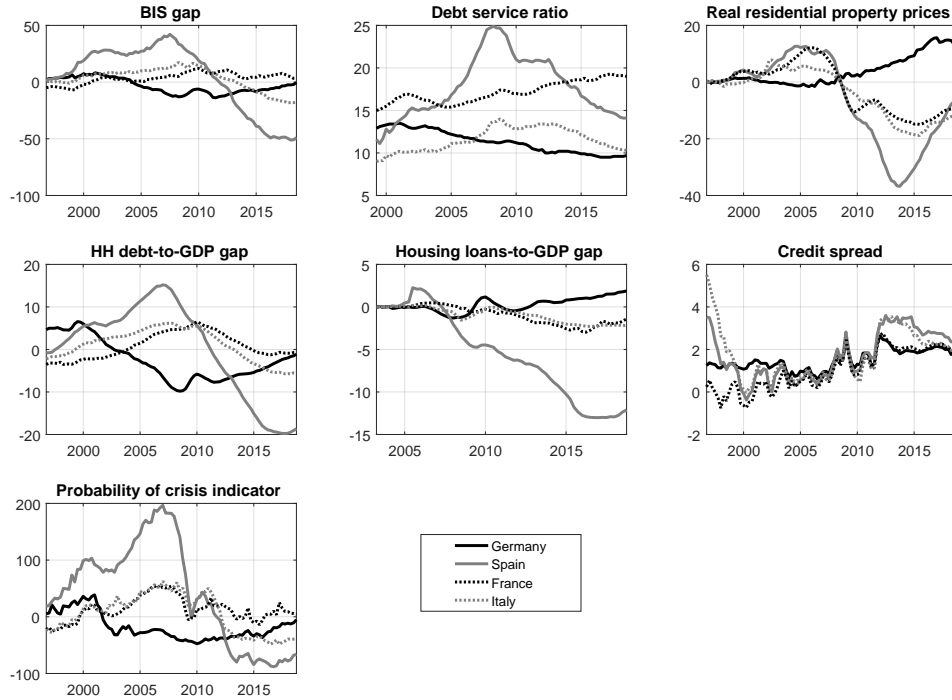 BIS gap
50
0
-50
-100
2000 2005 2010 2015
Debt service ratio
25
20
15
10
5
2000 2005 2010 2015
Real residential property prices
20
0
-20
-40
2000 2005 2010 2015
HH debt-to-GDP gap
20
10
0
-10
-20
2000 2005 2010 2015
Housing loans-to-GDP gap
5
0
-5
-10
-15
2005 2010 2015
Credit spread
6
4
2
0
-2
2000 2005 2010 2015
Probability of crisis indicator
200
100
0
-100
2000 2005 2010 2015
Germany
Spain
France
Italy